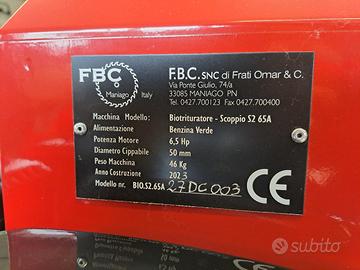 FBC
Maniago Italy
F.B.C. SNC di Frati Omar & C.
Via Ponte Giulio, 74/a
33085 MANIAGO PN
Tel. 0427.700123 Fax 0427.700400
Macchina Modello: Biotrituratore - Scoppio S2 65A
Alimentazione Benzina Verde
Potenza Motore 6,5 Hp
Diametro Cippabile 50 mm
Peso Macchina 46 Kg
Anno Costruzione 2023
Modello Nr. BIO.S2.65A 27DC003
subito